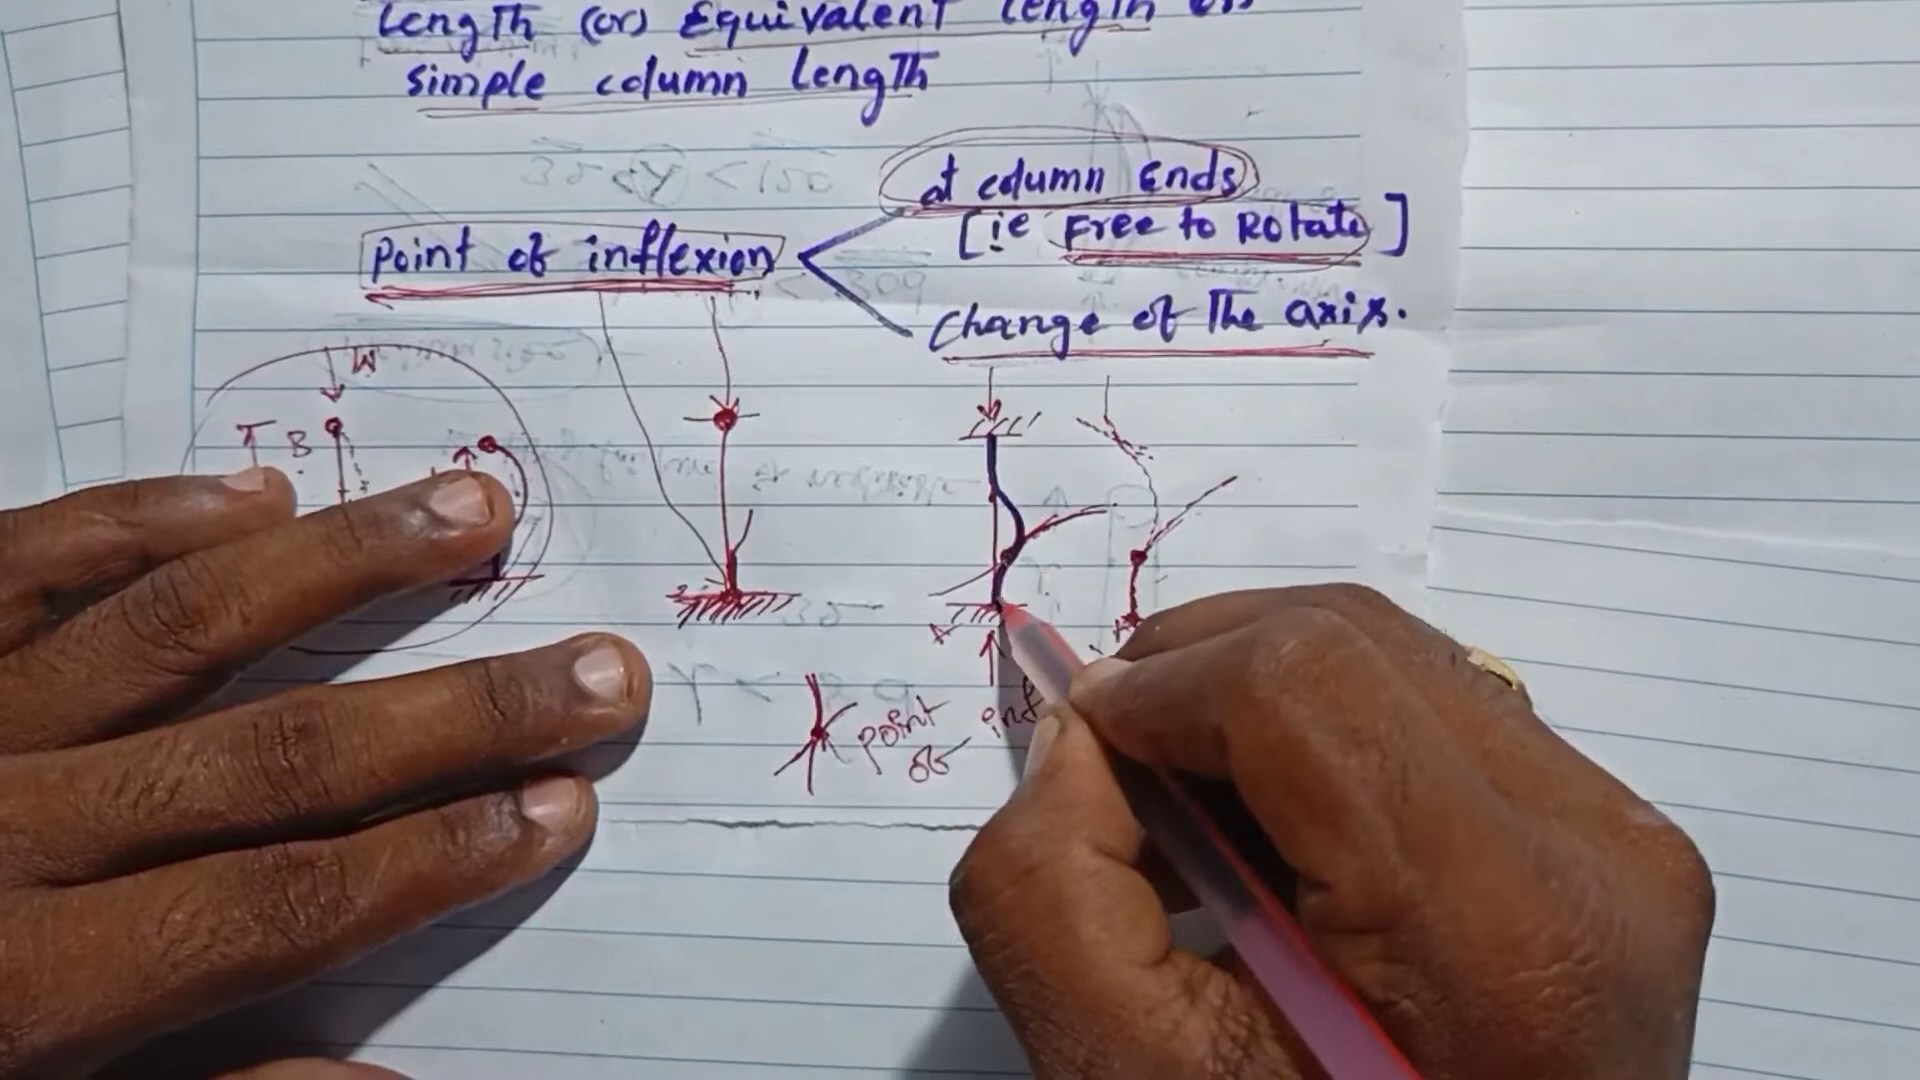 Length (or) Equivalent length or
simple column length
at column Ends
[ie Free to Rotate]
point of inflexion
change of The axis.
W
B
A
point
of inf